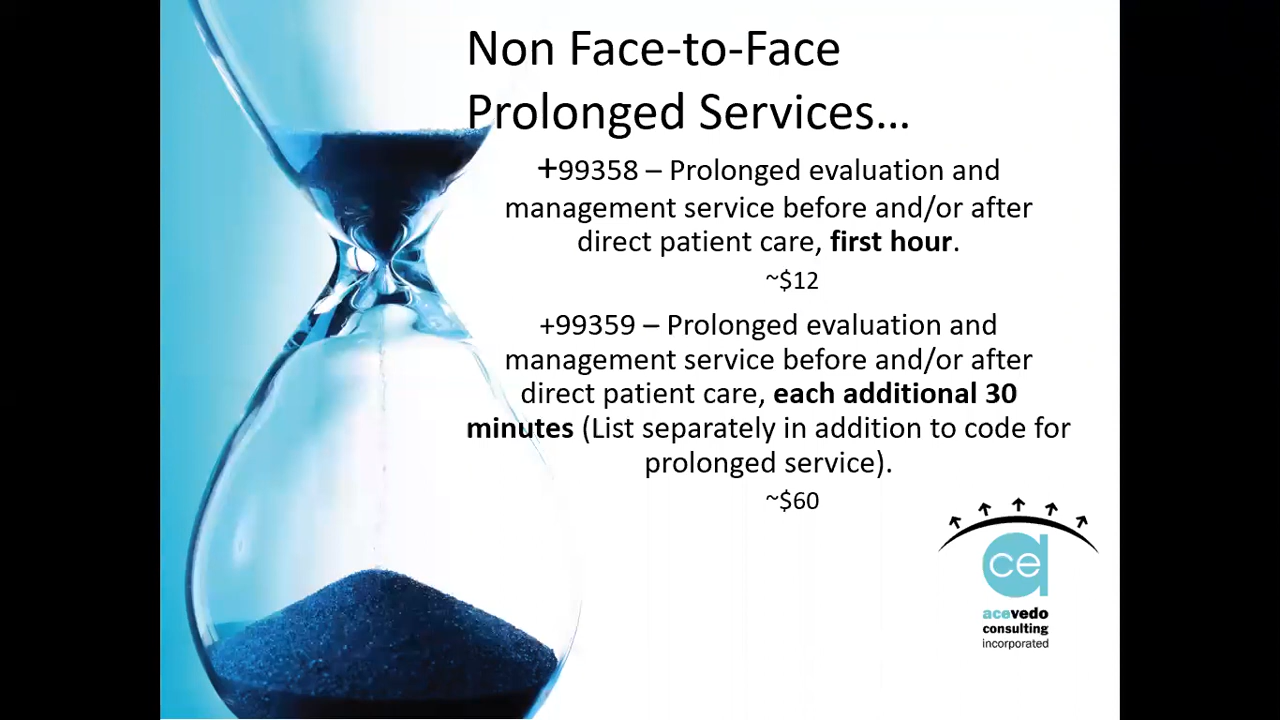 Non Face-to-Face
Prolonged Services…
+99358 – Prolonged evaluation and
management service before and/or after
direct patient care, first hour.
~$12
+99359 – Prolonged evaluation and
management service before and/or after
direct patient care, each additional 30
minutes (List separately in addition to code for
prolonged service).
~$60
ce
acevedo
consulting
incorporated